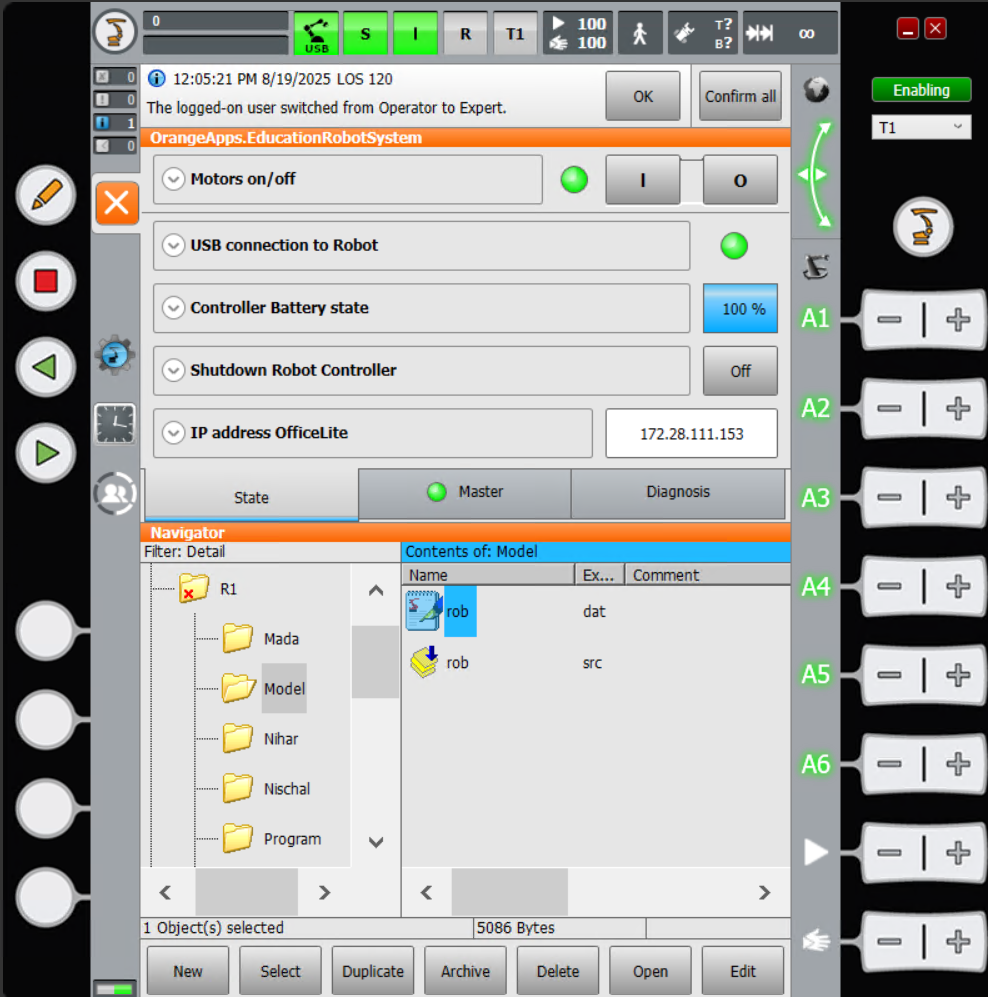 0
USB
S
I
R
T1
100
100
T?
B?
∞
0
0
1
0
12:05:21 PM 8/19/2025 LOS 120
The logged-on user switched from Operator to Expert.
OK
Confirm all
Enabling
T1
OrangeApps.EducationRobotSystem
Motors on/off
I
O
USB connection to Robot
Controller Battery state
100 %
Shutdown Robot Controller
Off
IP address OfficeLite
172.28.111.153
State
Master
Diagnosis
A1
A2
A3
A4
A5
A6
Navigator
Filter: Detail
Contents of: Model
Name
Ex...
Comment
R1
Mada
Model
Nihar
Nischal
Program
rob
dat
rob
src
1 Object(s) selected
5086 Bytes
New
Select
Duplicate
Archive
Delete
Open
Edit